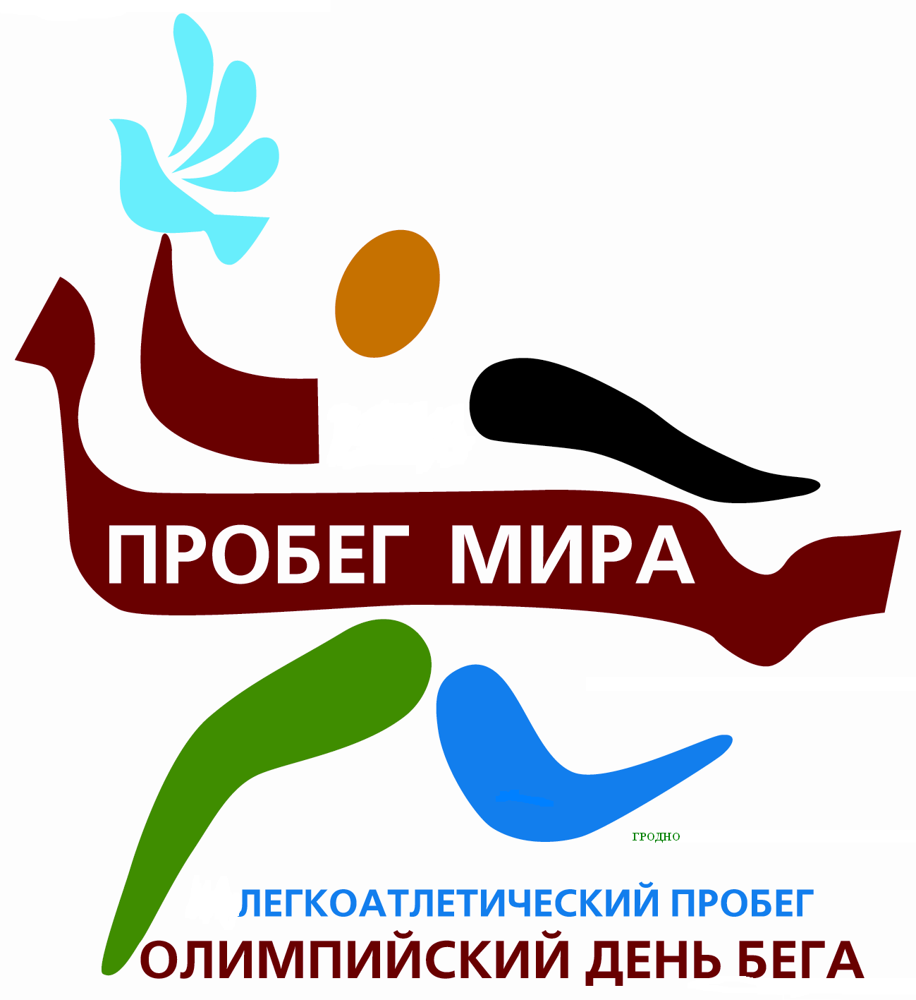 ПРОБЕГ МИРА
ГРОДНО
ЛЕГКОАТЛЕТИЧЕСКИЙ ПРОБЕГ
ОЛИМПИЙСКИЙ ДЕНЬ БЕГА